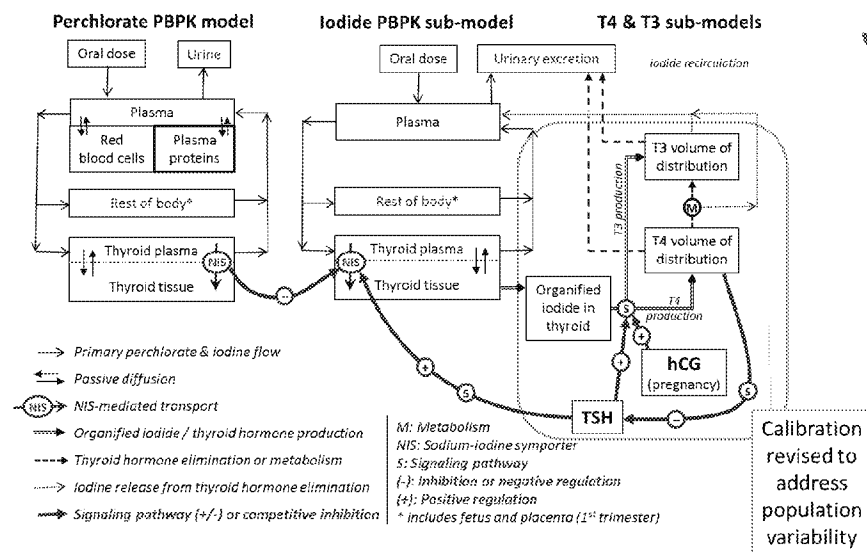 Perchlorate PBPK model
Iodide PBPK sub-model
T4 & T3 sub-models
Oral dose
Urine
Plasma
Red
blood cells
Plasma
proteins
Rest of body*
Thyroid plasma
NIS
Thyroid tissue
–
Oral dose
Urinary excretion
Plasma
Rest of body*
Thyroid plasma
NIS
Thyroid tissue
iodide recirculation
T3 volume of
distribution
T3 production
M
T4 volume of
distribution
Organified
iodide in
thyroid
S
T4
production
+
+
hCG
(pregnancy)
S
TSH
–
+
S
Primary perchlorate & iodine flow
Passive diffusion
NIS
NIS-mediated transport
Organified iodide / thyroid hormone production
Thyroid hormone elimination or metabolism
Iodine release from thyroid hormone elimination
Signaling pathway (+/-) or competitive inhibition
M: Metabolism
NIS: Sodium-iodine symporter
S: Signaling pathway
(-): Inhibition or negative regulation
(+): Positive regulation
* includes fetus and placenta (1st trimester)
Calibration
revised to
address
population
variability